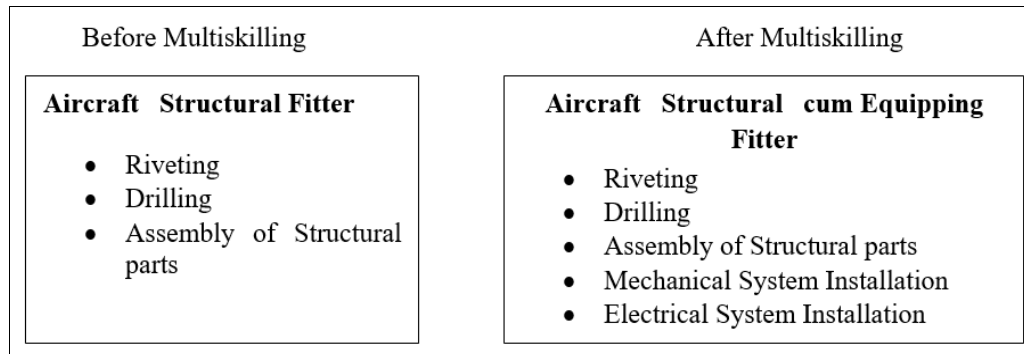 Before Multiskilling
Aircraft Structural Fitter
• Riveting
• Drilling
• Assembly of Structural
parts
After Multiskilling
Aircraft Structural cum Equipping
Fitter
• Riveting
• Drilling
• Assembly of Structural parts
• Mechanical System Installation
• Electrical System Installation